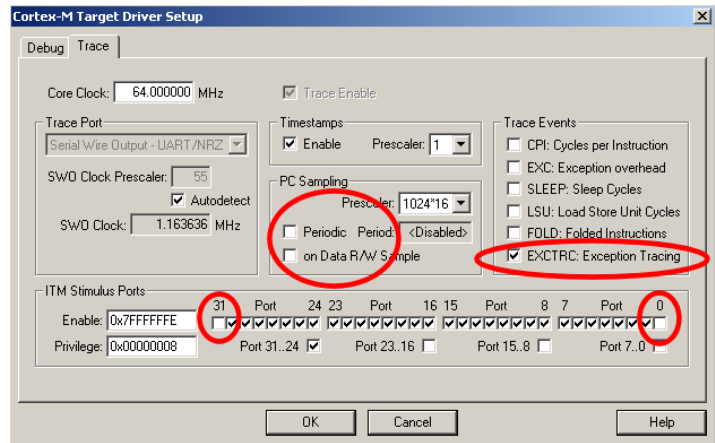 Cortex-M Target Driver Setup
Debug Trace
Core Clock: 64.000000 MHz
Trace Enable
Trace Port
Serial Wire Output - UART/NRZ
SWO Clock Prescaler: 55
Autodetect
SWO Clock: 1.163636 MHz
Timestamps
Enable Prescaler: 1
PC Sampling
Prescaler: 1024*16
Periodic Period: <Disabled>
on Data R/W Sample
Trace Events
CPI: Cycles per Instruction
EXC: Exception overhead
SLEEP: Sleep Cycles
LSU: Load Store Unit Cycles
FOLD: Folded Instructions
EXCTRC: Exception Tracing
ITM Stimulus Ports
31 Port 24 23 Port 16 15 Port 8 7 Port 0
Enable: 0x7FFFFFFE
Privilege: 0x00000008 Port 31..24 Port 23..16 Port 15..8 Port 7..0
OK Cancel Help